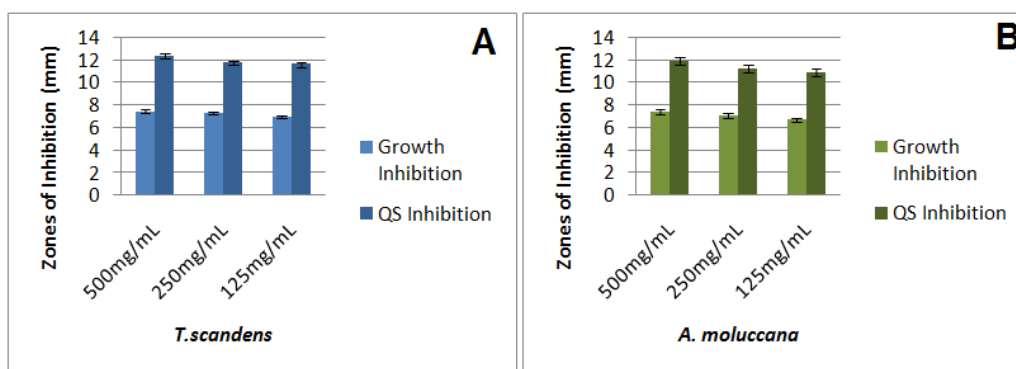 A
Zones of Inhibition (mm)
14
12
10
8
6
4
2
0
500mg/mL
250mg/mL
125mg/mL
T.scandens
Growth
Inhibition
QS Inhibition
B
Zones of Inhibition (mm)
14
12
10
8
6
4
2
0
500mg/mL
250mg/mL
125mg/mL
A. moluccana
Growth
Inhibition
QS Inhibition